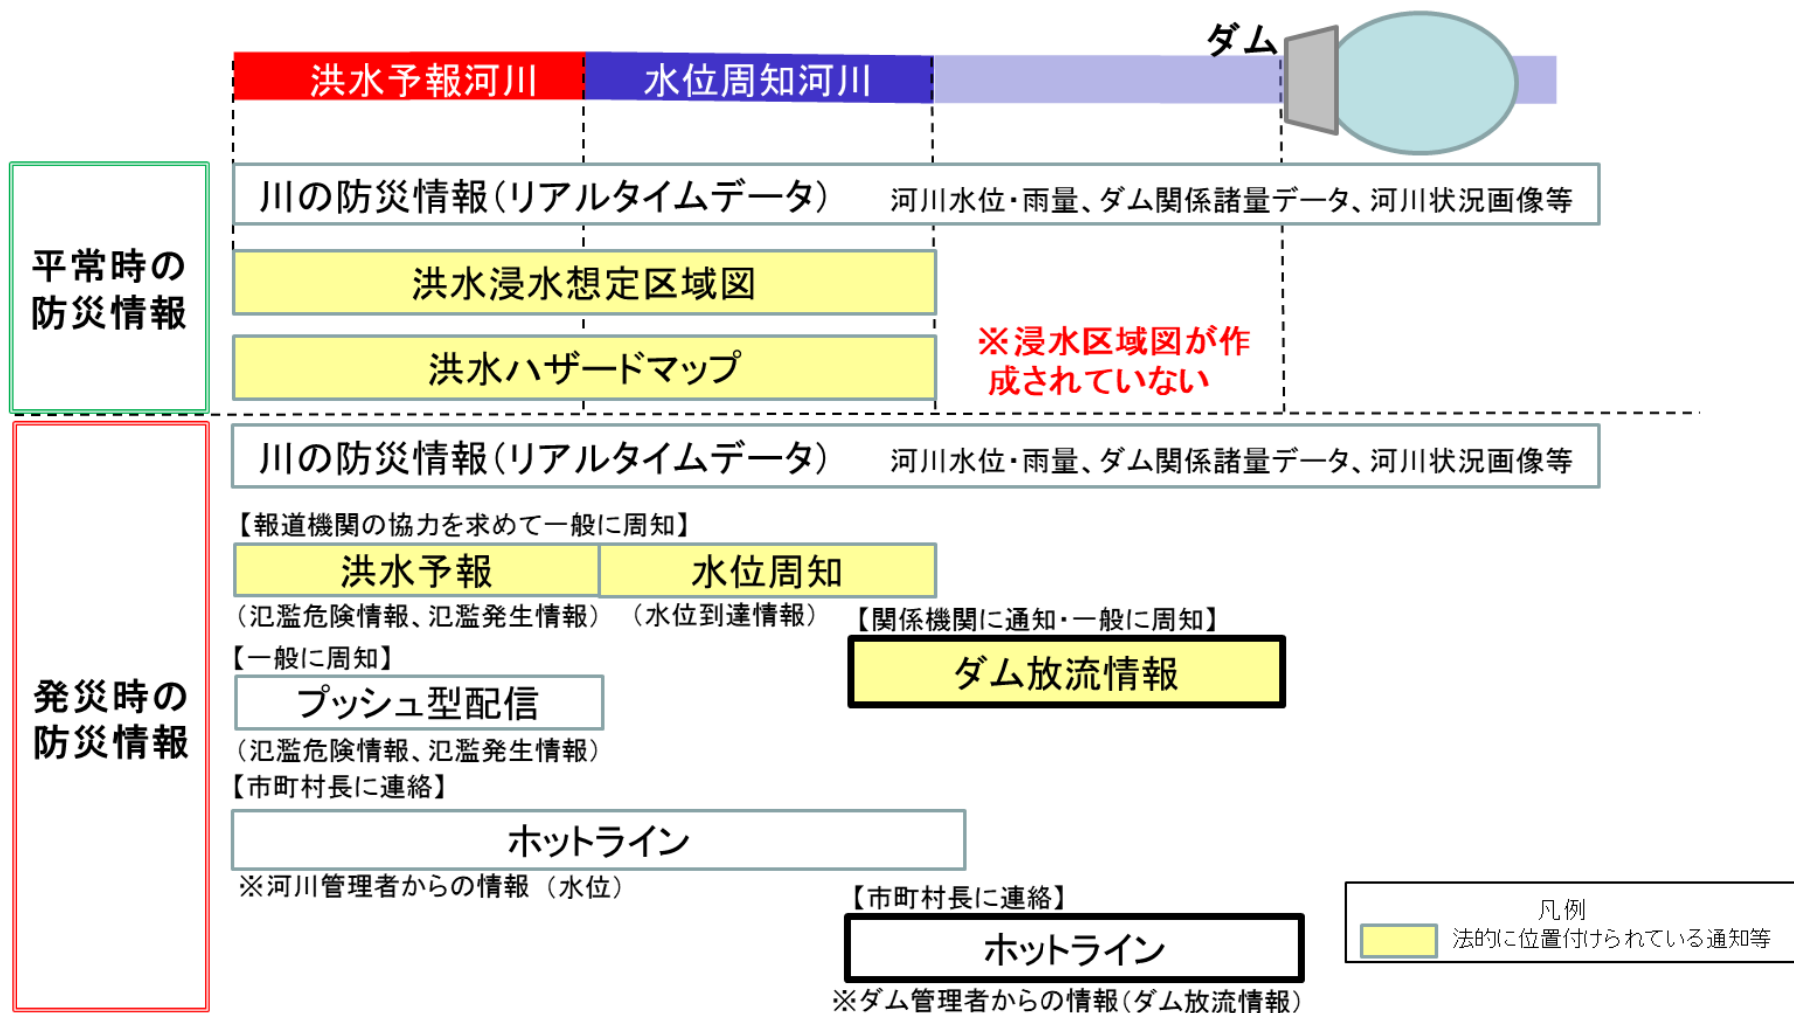 ダム
洪水予報河川
水位周知河川
平常時の
防災情報
川の防災情報(リアルタイムデータ) 河川水位・雨量、ダム関係諸量データ、河川状況画像等
洪水浸水想定区域図
洪水ハザードマップ
※浸水区域図が作
成されていない
発災時の
防災情報
川の防災情報(リアルタイムデータ) 河川水位・雨量、ダム関係諸量データ、河川状況画像等
【報道機関の協力を求めて一般に周知】
洪水予報
水位周知
(氾濫危険情報、氾濫発生情報)
(水位到達情報)
【関係機関に通知・一般に周知】
ダム放流情報
【一般に周知】
プッシュ型配信
(氾濫危険情報、氾濫発生情報)
【市町村長に連絡】
ホットライン
※河川管理者からの情報(水位)
【市町村長に連絡】
ホットライン
※ダム管理者からの情報(ダム放流情報)
凡例
法的に位置付けられている通知等